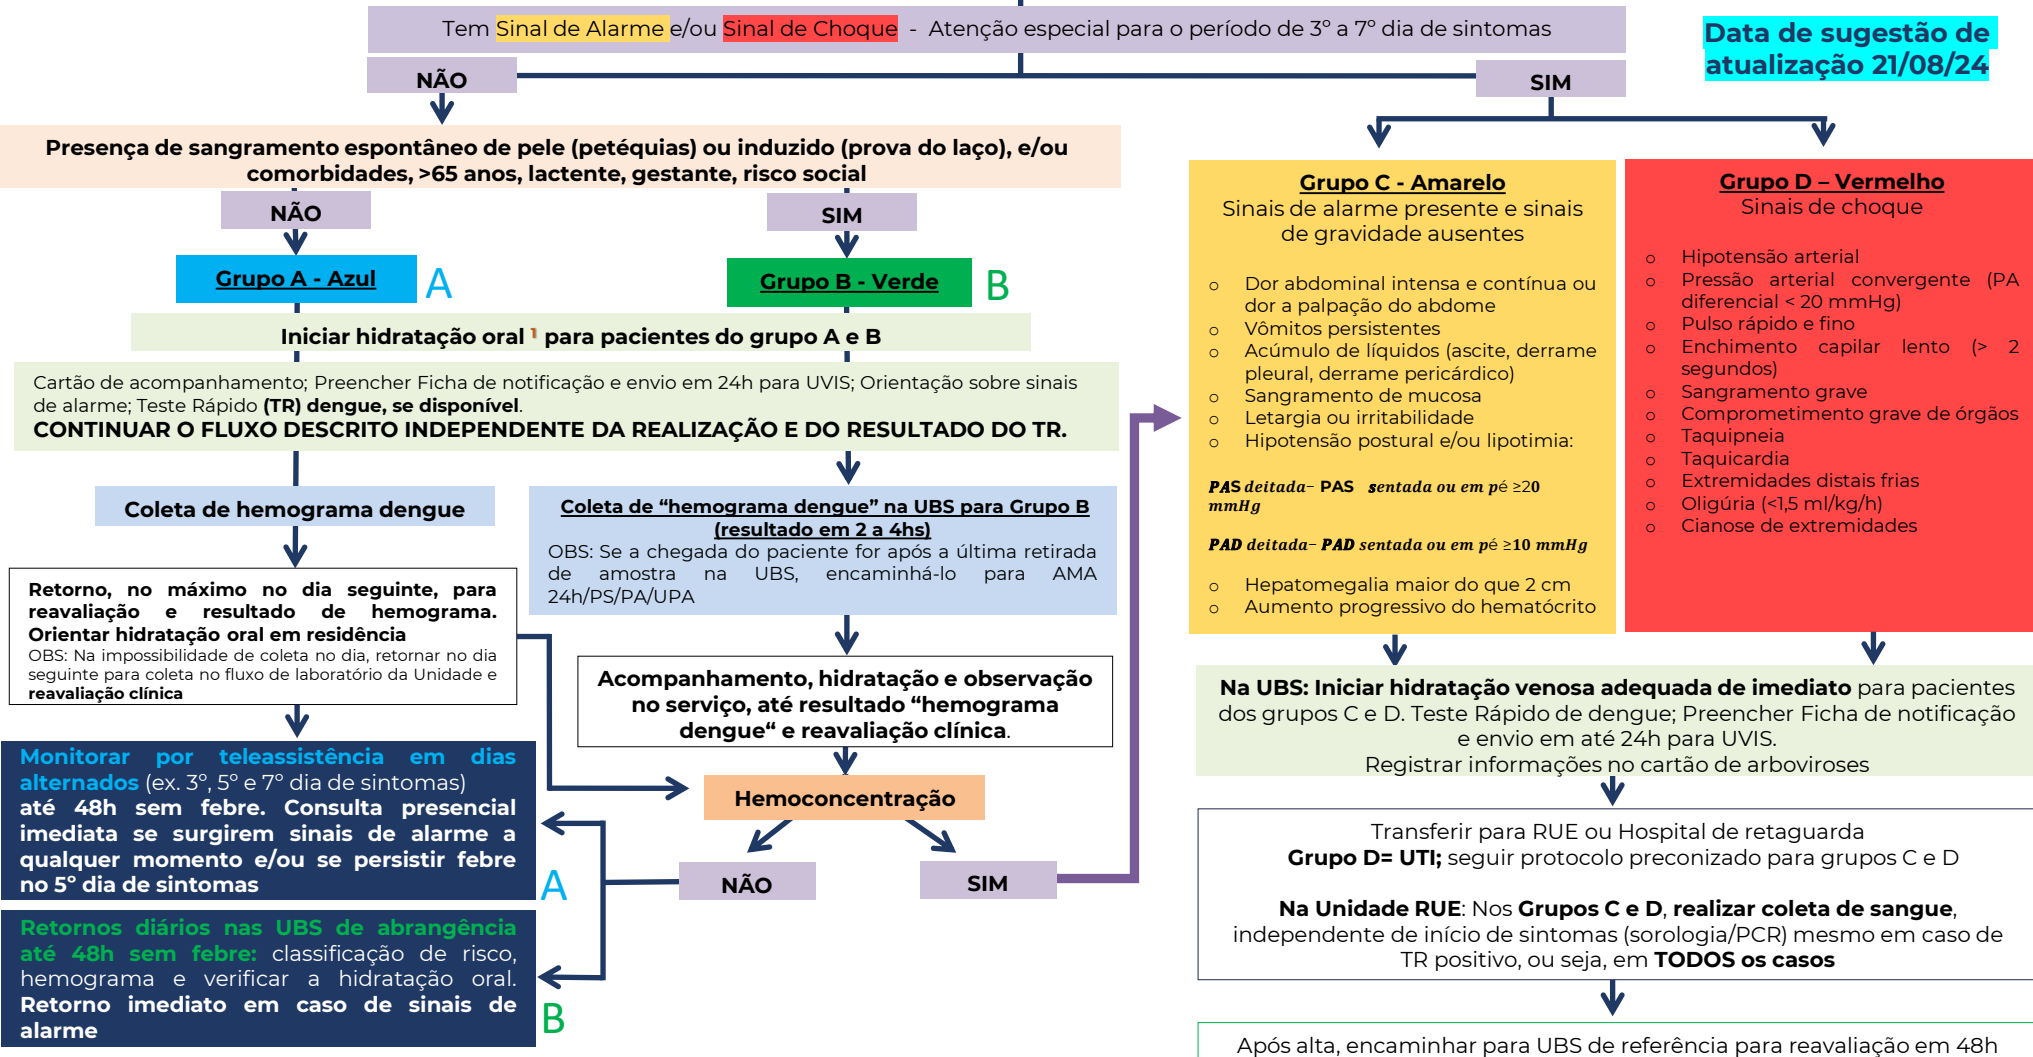 Tem Sinal de Alarme e/ou Sinal de Choque - Atenção especial para o período de 3º a 7º dia de sintomas
Data de sugestão de
atualização 21/08/24
NÃO
SIM
Presença de sangramento espontâneo de pele (petéquias) ou induzido (prova do laço), e/ou
comorbidades, >65 anos, lactente, gestante, risco social
NÃO
SIM
Grupo A - Azul
A
Grupo B - Verde
B
Iniciar hidratação oral ¹ para pacientes do grupo A e B
Cartão de acompanhamento; Preencher Ficha de notificação e envio em 24h para UVIS; Orientação sobre sinais
de alarme; Teste Rápido (TR) dengue, se disponível.
CONTINUAR O FLUXO DESCRITO INDEPENDENTE DA REALIZAÇÃO E DO RESULTADO DO TR.
Coleta de hemograma dengue
Retorno, no máximo no dia seguinte, para
reavaliação e resultado de hemograma.
Orientar hidratação oral em residência
OBS: Na impossibilidade de coleta no dia, retornar no dia
seguinte para coleta no fluxo de laboratório da Unidade e
reavaliação clínica
Monitorar por teleassistência em dias
alternados (ex. 3º, 5º e 7º dia de sintomas)
até 48h sem febre. Consulta presencial
imediata se surgirem sinais de alarme a
qualquer momento e/ou se persistir febre
no 5º dia de sintomas
A
Retornos diários nas UBS de abrangência
até 48h sem febre: classificação de risco,
hemograma e verificar a hidratação oral.
Retorno imediato em caso de sinais de
alarme
B
Coleta de “hemograma dengue” na UBS para Grupo B
(resultado em 2 a 4hs)
OBS: Se a chegada do paciente for após a última retirada
de amostra na UBS, encaminhá-lo para AMA
24h/PS/PA/UPA
Acompanhamento, hidratação e observação
no serviço, até resultado “hemograma
dengue“ e reavaliação clínica.
Hemoconcentração
NÃO
SIM
Grupo C - Amarelo
Sinais de alarme presente e sinais
de gravidade ausentes
o Dor abdominal intensa e contínua ou
dor a palpação do abdome
o Vômitos persistentes
o Acúmulo de líquidos (ascite, derrame
pleural, derrame pericárdico)
o Sangramento de mucosa
o Letargia ou irritabilidade
o Hipotensão postural e/ou lipotimia:
PAS deitada– PAS sentada ou em pé ≥20
mmHg
PAD deitada– PAD sentada ou em pé ≥10 mmHg
o Hepatomegalia maior do que 2 cm
o Aumento progressivo do hematócrito
Grupo D – Vermelho
Sinais de choque
o Hipotensão arterial
o Pressão arterial convergente (PA
diferencial < 20 mmHg)
o Pulso rápido e fino
o Enchimento capilar lento (> 2
segundos)
o Sangramento grave
o Comprometimento grave de órgãos
o Taquipneia
o Taquicardia
o Extremidades distais frias
o Oligúria (<1,5 ml/kg/h)
o Cianose de extremidades
Na UBS: Iniciar hidratação venosa adequada de imediato para pacientes
dos grupos C e D. Teste Rápido de dengue; Preencher Ficha de notificação
e envio em até 24h para UVIS.
Registrar informações no cartão de arboviroses
Transferir para RUE ou Hospital de retaguarda
Grupo D= UTI; seguir protocolo preconizado para grupos C e D
Na Unidade RUE: Nos Grupos C e D, realizar coleta de sangue,
independente de início de sintomas (sorologia/PCR) mesmo em caso de
TR positivo, ou seja, em TODOS os casos
Após alta, encaminhar para UBS de referência para reavaliação em 48h